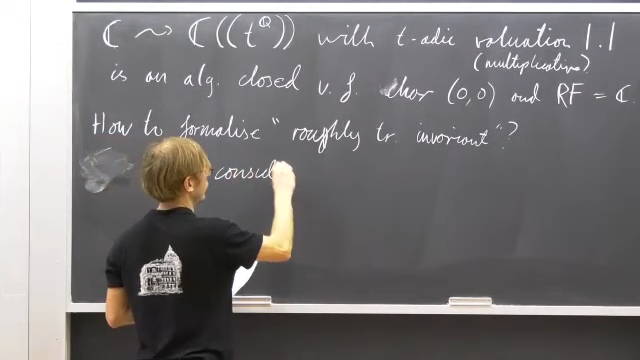 ℂ ⇝ ℂ((t^ℚ)) with t-adic valuation |.|
(multiplicative)
is an alg. closed v.f. char (0,0) and RF = ℂ.
How to formalise "roughly tr. invariant"?
consid